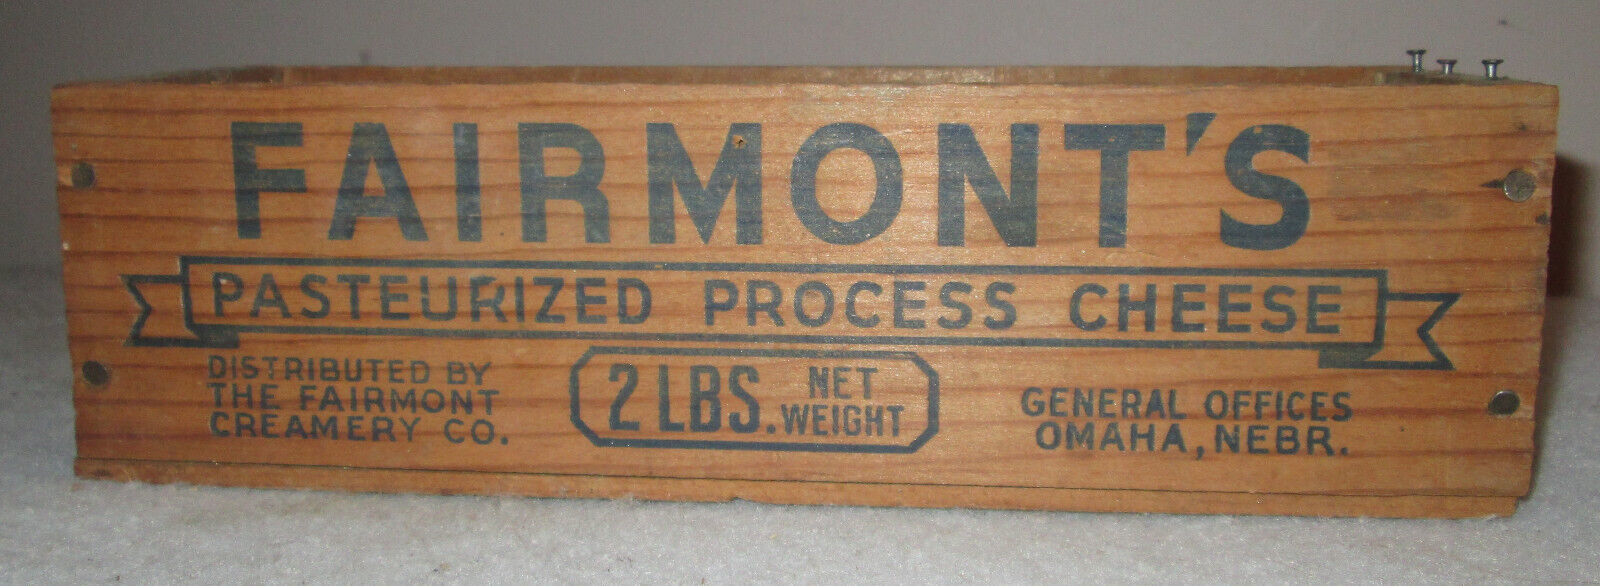 FAIRMONT'S
PASTEURIZED PROCESS CHEESE
DISTRIBUTED BY
THE FAIRMONT
CREAMERY CO.
2 LBS. NET WEIGHT
GENERAL OFFICES
OMAHA, NEBR.